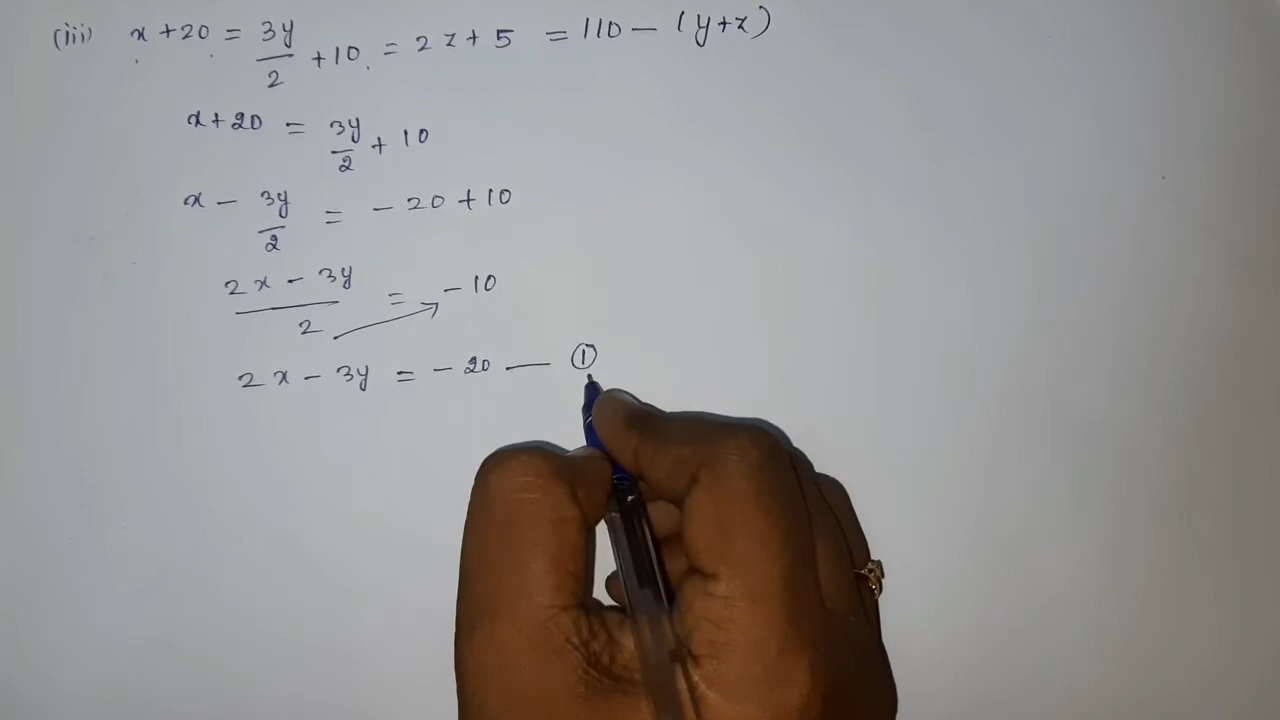 (iii) x + 20 = 3y/2 + 10 = 2z + 5 = 110 - (y+z)
x + 20 = 3y/2 + 10
x - 3y/2 = - 20 + 10
2x - 3y/2 = - 10
2x - 3y = - 20 — ①